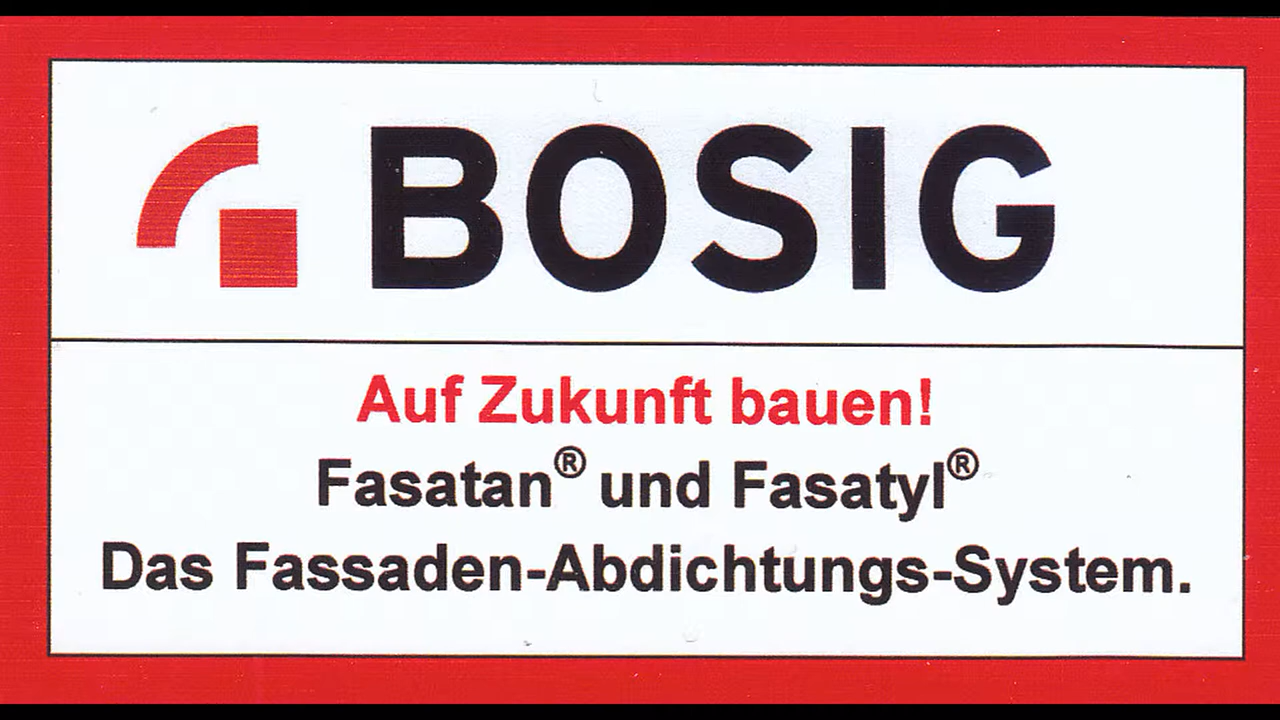 BOSIG
Auf Zukunft bauen!
Fasatan® und Fasatyl®
Das Fassaden-Abdichtungs-System.